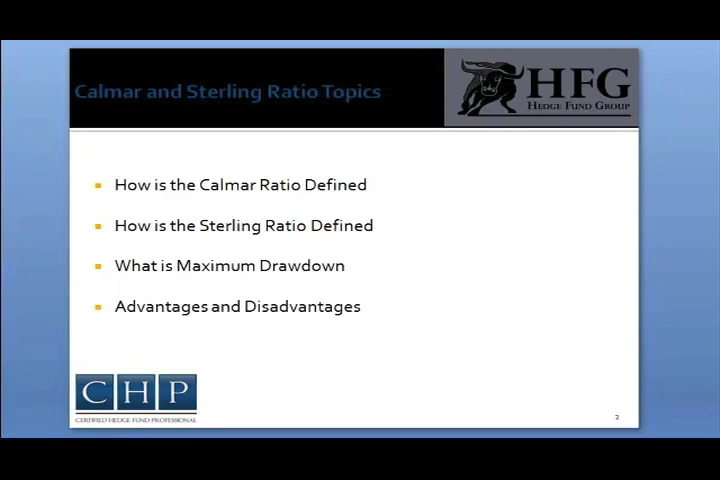 Calmar and Sterling Ratio Topics
HFG
HEDGE FUND GROUP
How is the Calmar Ratio Defined
How is the Sterling Ratio Defined
What is Maximum Drawdown
Advantages and Disadvantages
CHP
CERTIFIED HEDGE FUND PROFESSIONAL
2